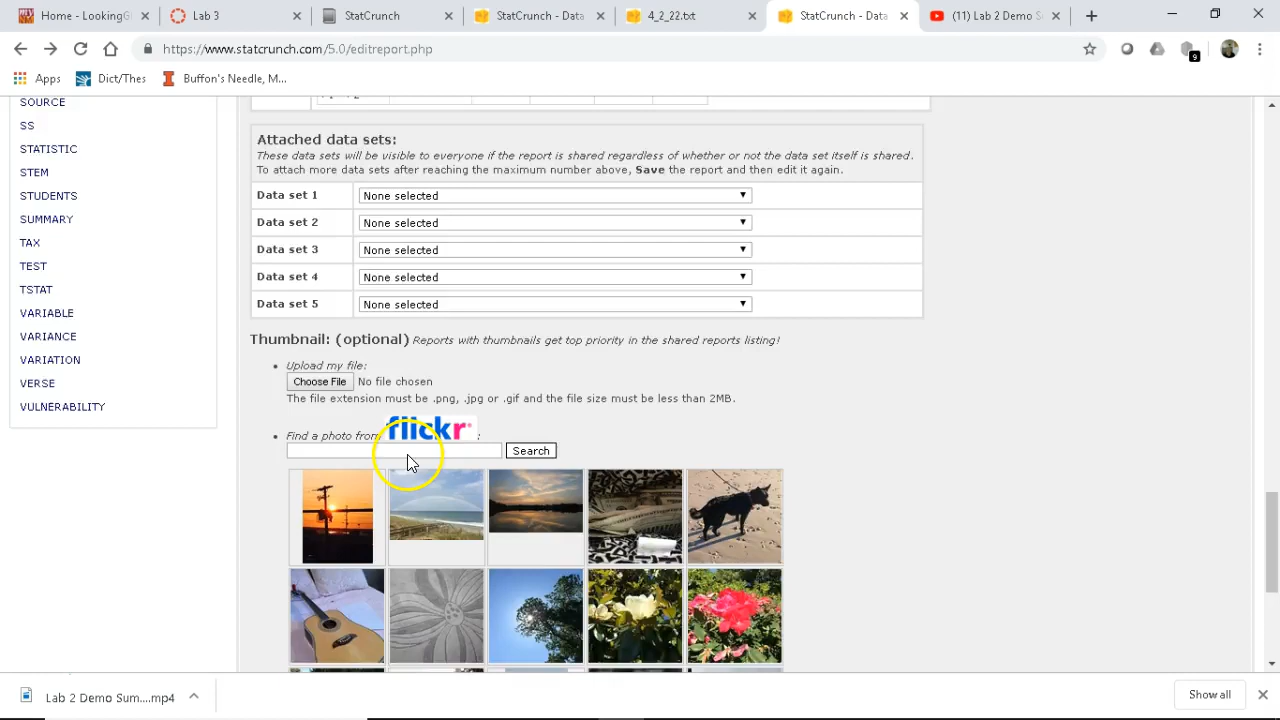 Home - LookingG
Lab 3
StatCrunch
StatCrunch - Data
4_2_22.txt
StatCrunch - Data
(11) Lab 2 Demo S
https://www.statcrunch.com/5.0/editreport.php
9
Apps
Dict/Thes
Buffon's Needle, M...
SOURCE
SS
STATISTIC
STEM
STUDENTS
SUMMARY
TAX
TEST
TSTAT
VARIABLE
VARIANCE
VARIATION
VERSE
VULNERABILITY
Attached data sets:
These data sets will be visible to everyone if the report is shared regardless of whether or not the data set itself is shared.
To attach more data sets after reaching the maximum number above, Save the report and then edit it again.
Data set 1 None selected
Data set 2 None selected
Data set 3 None selected
Data set 4 None selected
Data set 5 None selected
Thumbnail: (optional) Reports with thumbnails get top priority in the shared reports listing!
Upload my file:
Choose File No file chosen
The file extension must be .png, .jpg or .gif and the file size must be less than 2MB.
Find a photo from flickr :
Search
Lab 2 Demo Sum....mp4
Show all